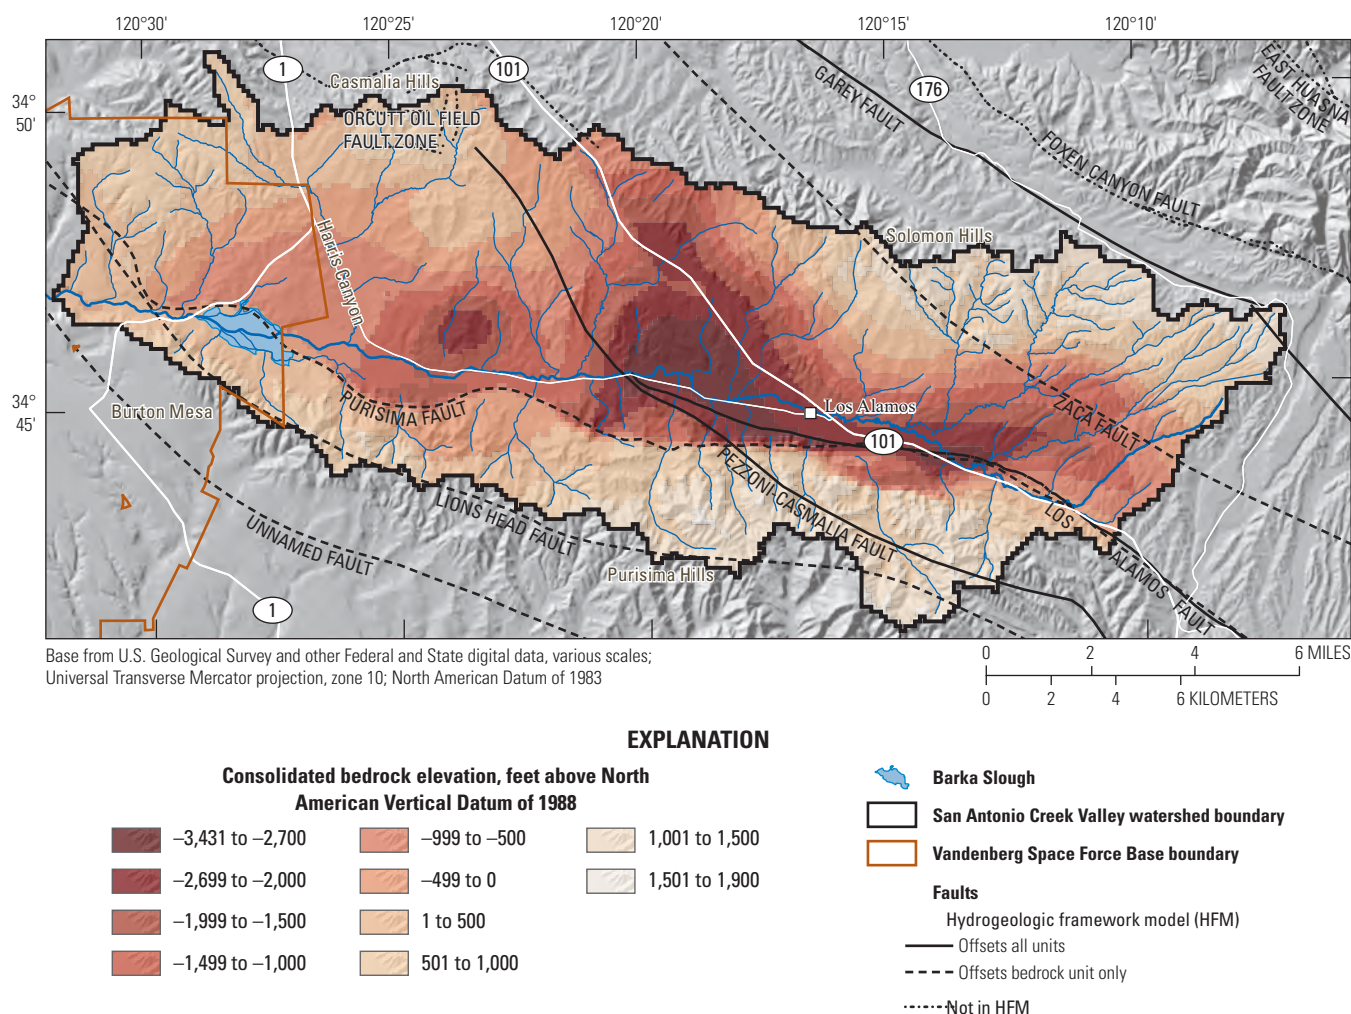 120°30' 120°25' 120°20' 120°15' 120°10'
34°
50'
34°
45'
1
101
176
Casmalia Hills
ORCUTT OIL FIELD
FAULT ZONE
GAREY FAULT
FOXEN CANYON FAULT
EAST HUASNA
FAULT ZONE
Solomon Hills
Harris Canyon
Los Alamos
101
ZACA FAULT
PURISIMA FAULT
Burton Mesa
PEZZONI-CASMALIA FAULT
LOS ALAMOS FAULT
LIONS HEAD FAULT
UNNAMED FAULT
Purisima Hills
1
Base from U.S. Geological Survey and other Federal and State digital data, various scales;
Universal Transverse Mercator projection, zone 10; North American Datum of 1983
0 2 4 6 MILES
0 2 4 6 KILOMETERS
EXPLANATION
Consolidated bedrock elevation, feet above North
American Vertical Datum of 1988
–3,431 to –2,700
–2,699 to –2,000
–1,999 to –1,500
–1,499 to –1,000
–999 to –500
–499 to 0
1 to 500
501 to 1,000
1,001 to 1,500
1,501 to 1,900
Barka Slough
San Antonio Creek Valley watershed boundary
Vandenberg Space Force Base boundary
Faults
Hydrogeologic framework model (HFM)
Offsets all units
Offsets bedrock unit only
Not in HFM